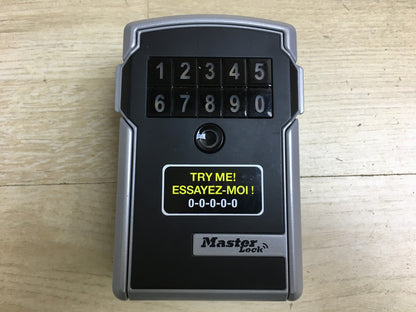 1 2 3 4 5
6 7 8 9 0
TRY ME!
ESSAYEZ-MOI !
0-0-0-0-0
Master
Lock